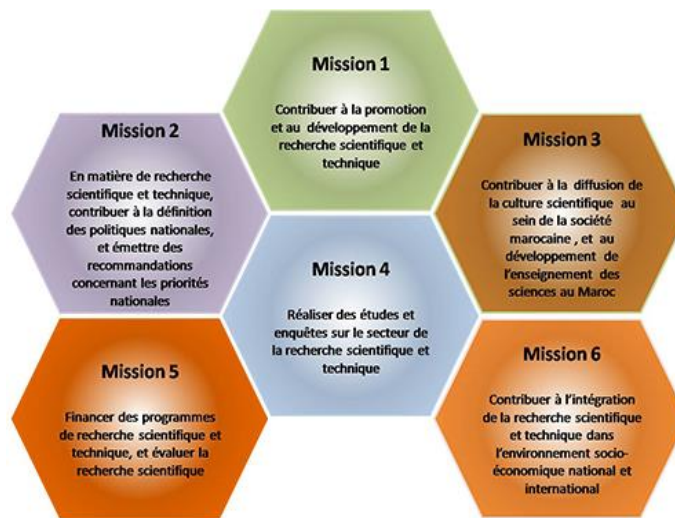 Mission 1
Contribuer à la promotion
et au développement de la
recherche scientifique et
technique
Mission 2
En matière de recherche
scientifique et technique,
contribuer à la définition
des politiques nationales,
et émettre des
recommandations
concernant les priorités
nationales
Mission 3
Contribuer à la diffusion de
la culture scientifique au
sein de la société
marocaine , et au
développement de
l'enseignement des
sciences au Maroc
Mission 4
Réaliser des études et
enquêtes sur le secteur de
la recherche scientifique et
technique
Mission 5
Financer des programmes
de recherche scientifique et
technique, et évaluer la
recherche scientifique
Mission 6
Contribuer à l'intégration
de la recherche scientifique
et technique dans
l'environnement socio-
économique national et
international